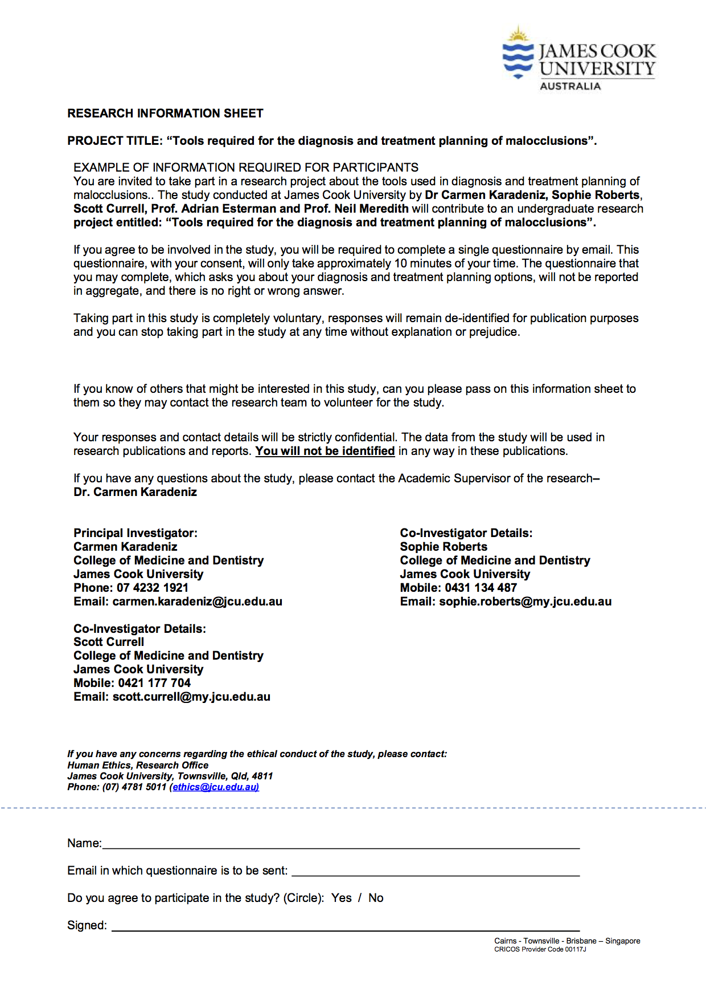 JAMES COOK
UNIVERSITY
AUSTRALIA
RESEARCH INFORMATION SHEET
PROJECT TITLE: “Tools required for the diagnosis and treatment planning of malocclusions”.
EXAMPLE OF INFORMATION REQUIRED FOR PARTICIPANTS
You are invited to take part in a research project about the tools used in diagnosis and treatment planning of
malocclusions.. The study conducted at James Cook University by Dr Carmen Karadeniz, Sophie Roberts,
Scott Currell, Prof. Adrian Esterman and Prof. Neil Meredith will contribute to an undergraduate research
project entitled: “Tools required for the diagnosis and treatment planning of malocclusions”.
If you agree to be involved in the study, you will be required to complete a single questionnaire by email. This
questionnaire, with your consent, will only take approximately 10 minutes of your time. The questionnaire that
you may complete, which asks you about your diagnosis and treatment planning options, will not be reported
in aggregate, and there is no right or wrong answer.
Taking part in this study is completely voluntary, responses will remain de-identified for publication purposes
and you can stop taking part in the study at any time without explanation or prejudice.
If you know of others that might be interested in this study, can you please pass on this information sheet to
them so they may contact the research team to volunteer for the study.
Your responses and contact details will be strictly confidential. The data from the study will be used in
research publications and reports. You will not be identified in any way in these publications.
If you have any questions about the study, please contact the Academic Supervisor of the research–
Dr. Carmen Karadeniz
Principal Investigator:
Carmen Karadeniz
College of Medicine and Dentistry
James Cook University
Phone: 07 4232 1921
Email: carmen.karadeniz@jcu.edu.au
Co-Investigator Details:
Sophie Roberts
College of Medicine and Dentistry
James Cook University
Mobile: 0431 134 487
Email: sophie.roberts@my.jcu.edu.au
Co-Investigator Details:
Scott Currell
College of Medicine and Dentistry
James Cook University
Mobile: 0421 177 704
Email: scott.currell@my.jcu.edu.au
If you have any concerns regarding the ethical conduct of the study, please contact:
Human Ethics, Research Office
James Cook University, Townsville, Qld, 4811
Phone: (07) 4781 5011 (ethics@jcu.edu.au)
Name:
Email in which questionnaire is to be sent:
Do you agree to participate in the study? (Circle): Yes / No
Signed:
Cairns - Townsville - Brisbane – Singapore
CRICOS Provider Code 00117J